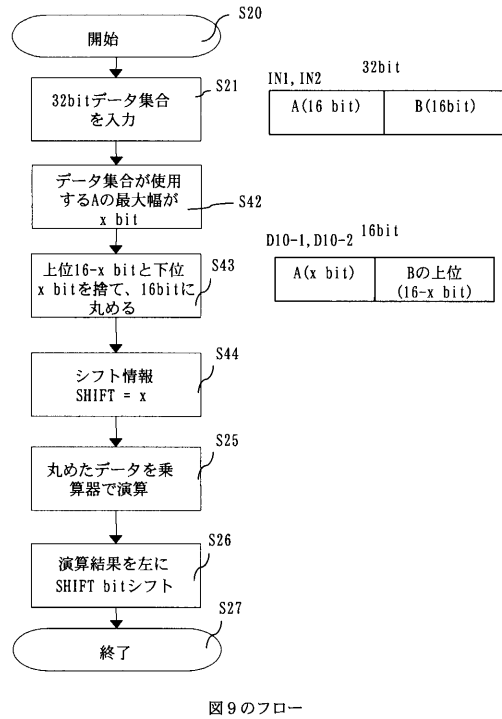 S20
開始
S21
32bitデータ集合
を入力
IN1, IN2
32bit
A(16 bit)
B(16bit)
データ集合が使用
するAの最大幅が
x bit
S42
上位16-x bitと下位
x bitを捨て、16bitに
丸める
S43
D10-1, D10-2
16bit
A(x bit)
Bの上位
(16-x bit)
シフト情報
SHIFT = x
S44
丸めたデータを乗
算器で演算
S25
演算結果を左に
SHIFT bitシフト
S26
終了
S27
図9のフロー